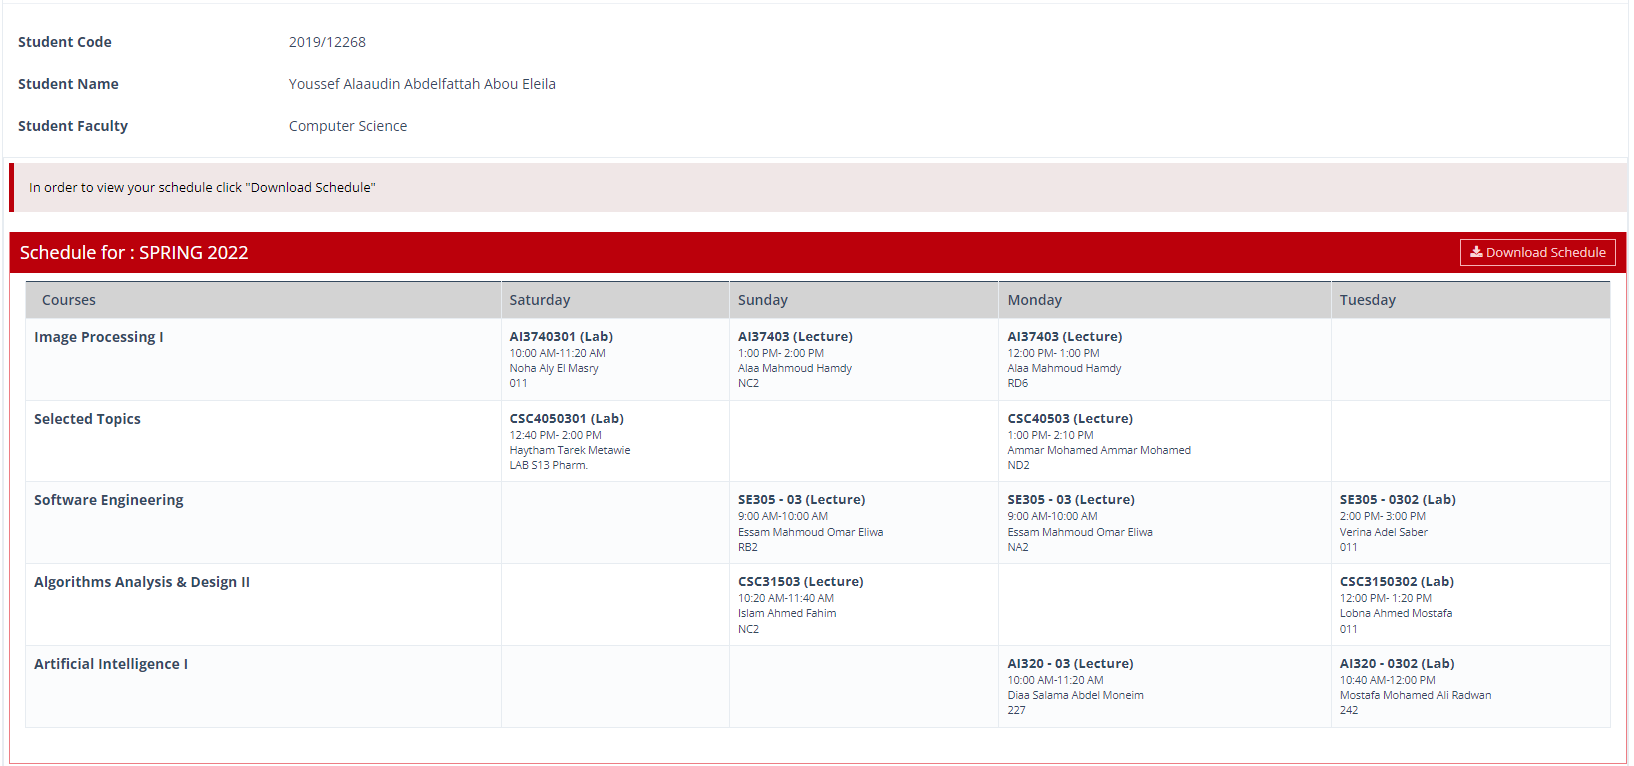 Student Code 2019/12268
Student Name Youssef Alaaudin Abdelfattah Abou Eleila
Student Faculty Computer Science
In order to view your schedule click "Download Schedule"
Schedule for : SPRING 2022 Download Schedule
Courses Saturday Sunday Monday Tuesday
Image Processing I
AI3740301 (Lab)
10:00 AM-11:20 AM
Noha Aly El Masry
011
AI37403 (Lecture)
1:00 PM- 2:00 PM
Alaa Mahmoud Hamdy
NC2
AI37403 (Lecture)
12:00 PM- 1:00 PM
Alaa Mahmoud Hamdy
RD6
Selected Topics
CSC4050301 (Lab)
12:40 PM- 2:00 PM
Haytham Tarek Metawie
LAB S13 Pharm.
CSC40503 (Lecture)
1:00 PM- 2:10 PM
Ammar Mohamed Ammar Mohamed
ND2
Software Engineering
SE305 - 03 (Lecture)
9:00 AM-10:00 AM
Essam Mahmoud Omar Eliwa
RB2
SE305 - 03 (Lecture)
9:00 AM-10:00 AM
Essam Mahmoud Omar Eliwa
NA2
SE305 - 0302 (Lab)
2:00 PM- 3:00 PM
Verina Adel Saber
011
Algorithms Analysis & Design II
CSC31503 (Lecture)
10:20 AM-11:40 AM
Islam Ahmed Fahim
NC2
CSC3150302 (Lab)
12:00 PM- 1:20 PM
Lobna Ahmed Mostafa
011
Artificial Intelligence I
AI320 - 03 (Lecture)
10:00 AM-11:20 AM
Diaa Salama Abdel Moneim
227
AI320 - 0302 (Lab)
10:40 AM-12:00 PM
Mostafa Mohamed Ali Radwan
242